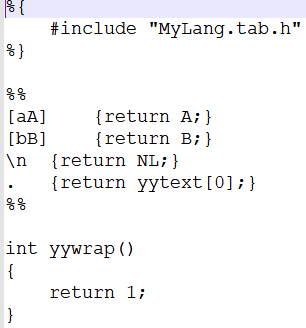 %{
    #include "MyLang.tab.h"
%}

%%
[aA]    {return A;}
[bB]    {return B;}
\n  {return NL;}
.   {return yytext[0];}
%%

int yywrap()
{
    return 1;
}